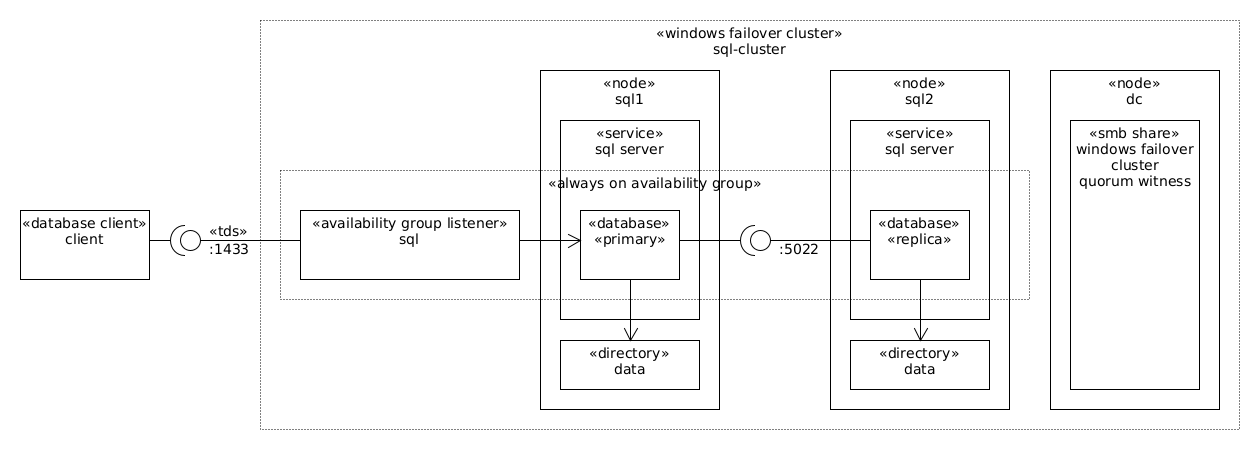 «windows failover cluster»
sql-cluster
«node»
sql1
«service»
sql server
«node»
sql2
«service»
sql server
«node»
dc
«smb share»
windows failover
cluster
quorum witness
«always on availability group»
«database client»
client
«tds»
:1433
«availability group listener»
sql
«database»
«primary»
:5022
«database»
«replica»
«directory»
data
«directory»
data